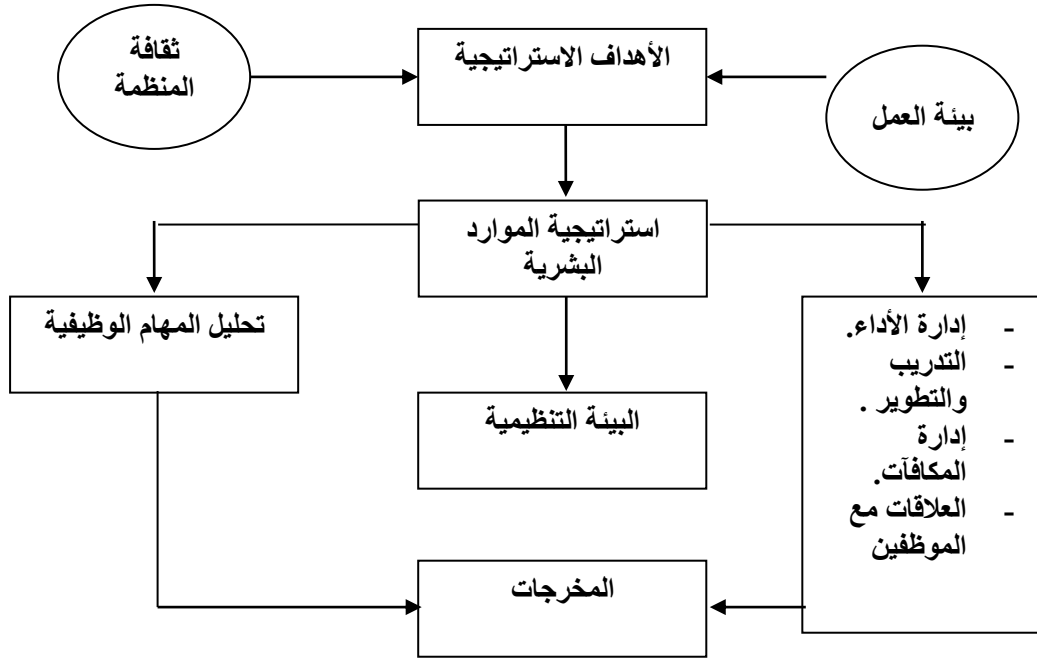 ثقافة
المنظمة
الأهداف الاستراتيجية
بيئة العمل
استراتيجية الموارد
البشرية
تحليل المهام الوظيفية
البيئة التنظيمية
- إدارة الأداء.
- التدريب
والتطوير .
- إدارة
المكافآت.
- العلاقات مع
الموظفين
المخرجات